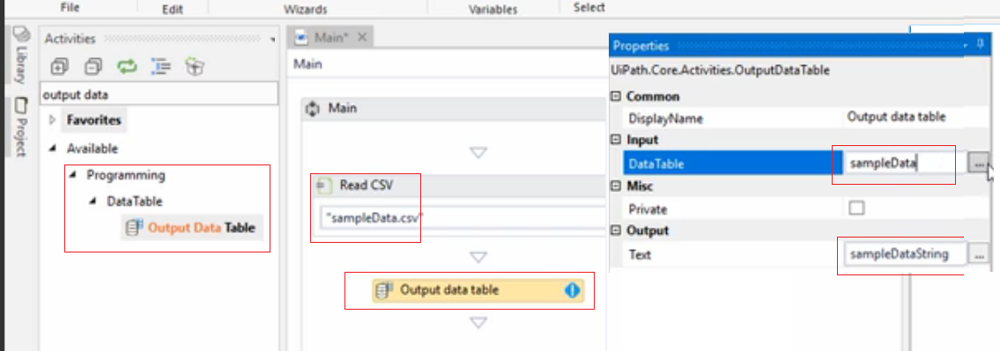 File Edit Wizards Variables Select
Library
Project
Activities
output data
Favorites
Available
Programming
DataTable
Output Data Table
Main*
Main
Main
Read CSV
"sampleData.csv"
Output data table
Properties
UiPath.Core.Activities.OutputDataTable
Common
DisplayName Output data table
Input
DataTable sampleData ...
Misc
Private
Output
Text sampleDataString ...